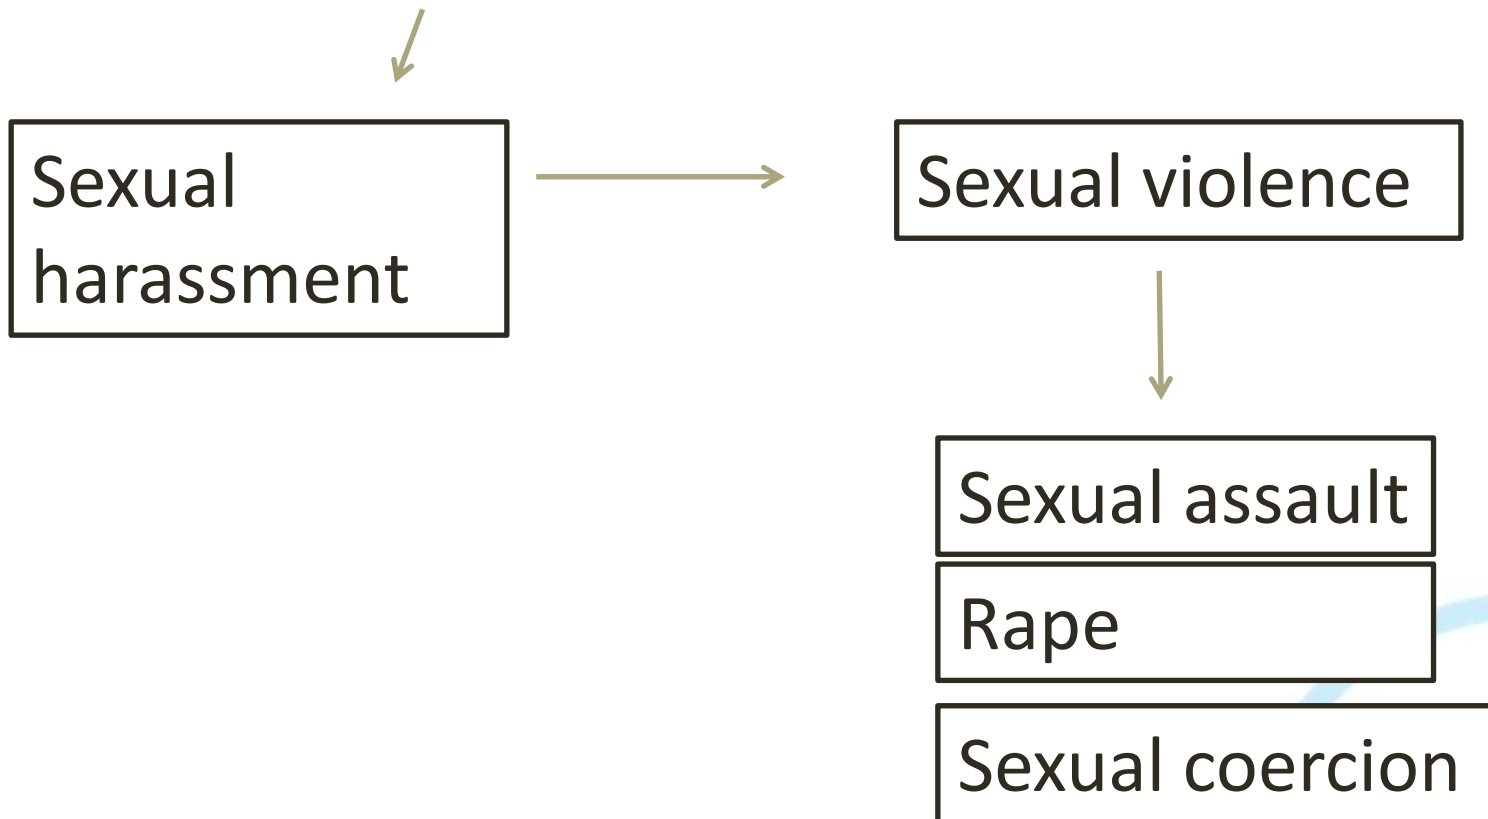 Sexual
harassment
Sexual violence
Sexual assault
Rape
Sexual coercion